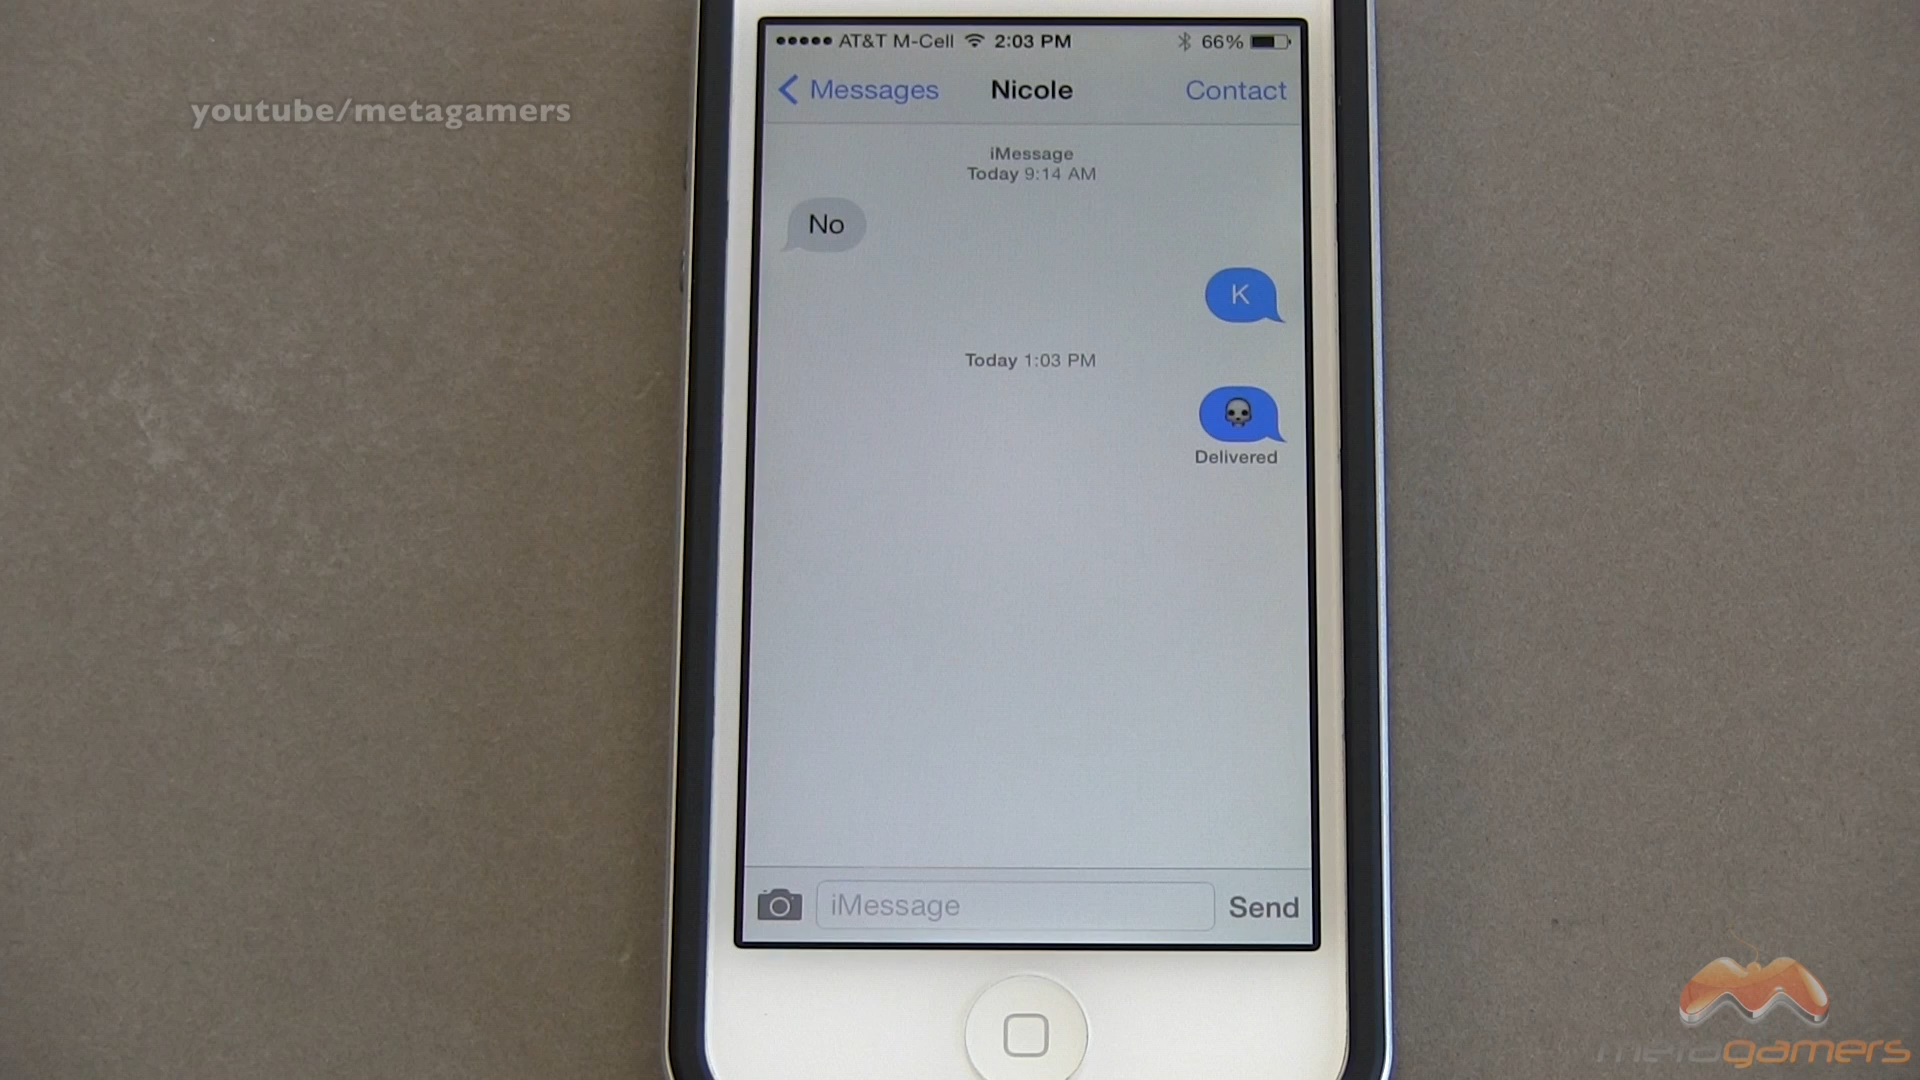 youtube/metagamers
AT&T M-Cell 2:03 PM 66%
Messages Nicole Contact
iMessage
Today 9:14 AM
No
K
Today 1:03 PM
Delivered
iMessage Send
metagamers